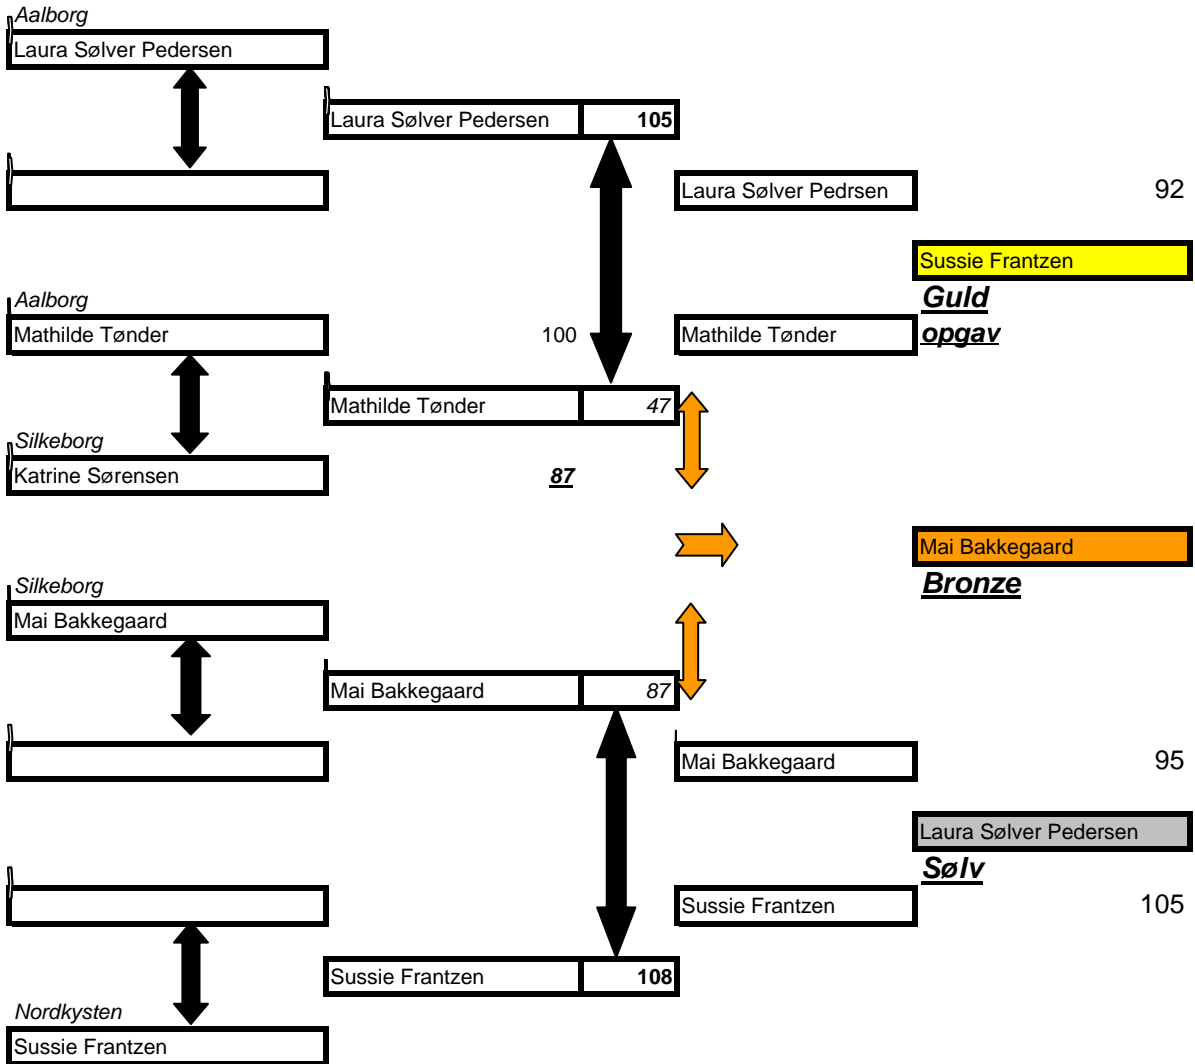 Aalborg
Laura Sølver Pedersen
Laura Sølver Pedersen 105
Laura Sølver Pedrsen 92
Sussie Frantzen
Guld
Aalborg
Mathilde Tønder 100 Mathilde Tønder opgav
Mathilde Tønder 47
Silkeborg
Katrine Sørensen 87
Mai Bakkegaard
Bronze
Silkeborg
Mai Bakkegaard
Mai Bakkegaard 87
Mai Bakkegaard 95
Laura Sølver Pedersen
Sølv
Sussie Frantzen 105
Sussie Frantzen 108
Nordkysten
Sussie Frantzen